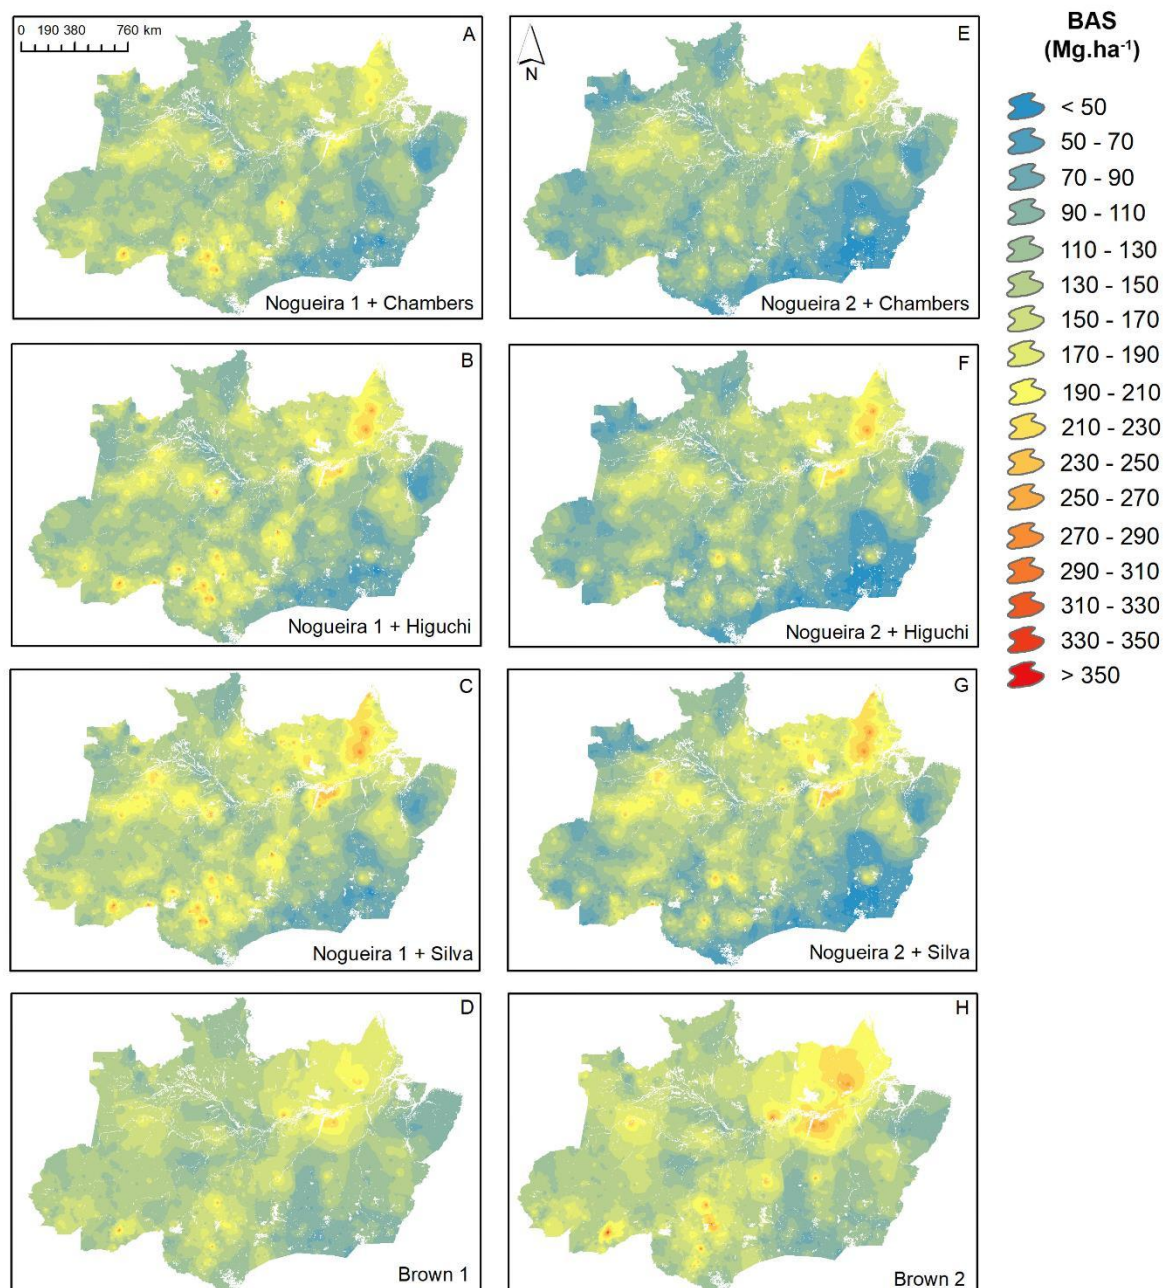 0 190 380 760 km
A
Nogueira 1 + Chambers
N
E
Nogueira 2 + Chambers
B
Nogueira 1 + Higuchi
F
Nogueira 2 + Higuchi
C
Nogueira 1 + Silva
G
Nogueira 2 + Silva
D
Brown 1
H
Brown 2
BAS
(Mg.ha⁻¹)
< 50
50 - 70
70 - 90
90 - 110
110 - 130
130 - 150
150 - 170
170 - 190
190 - 210
210 - 230
230 - 250
250 - 270
270 - 290
290 - 310
310 - 330
330 - 350
> 350